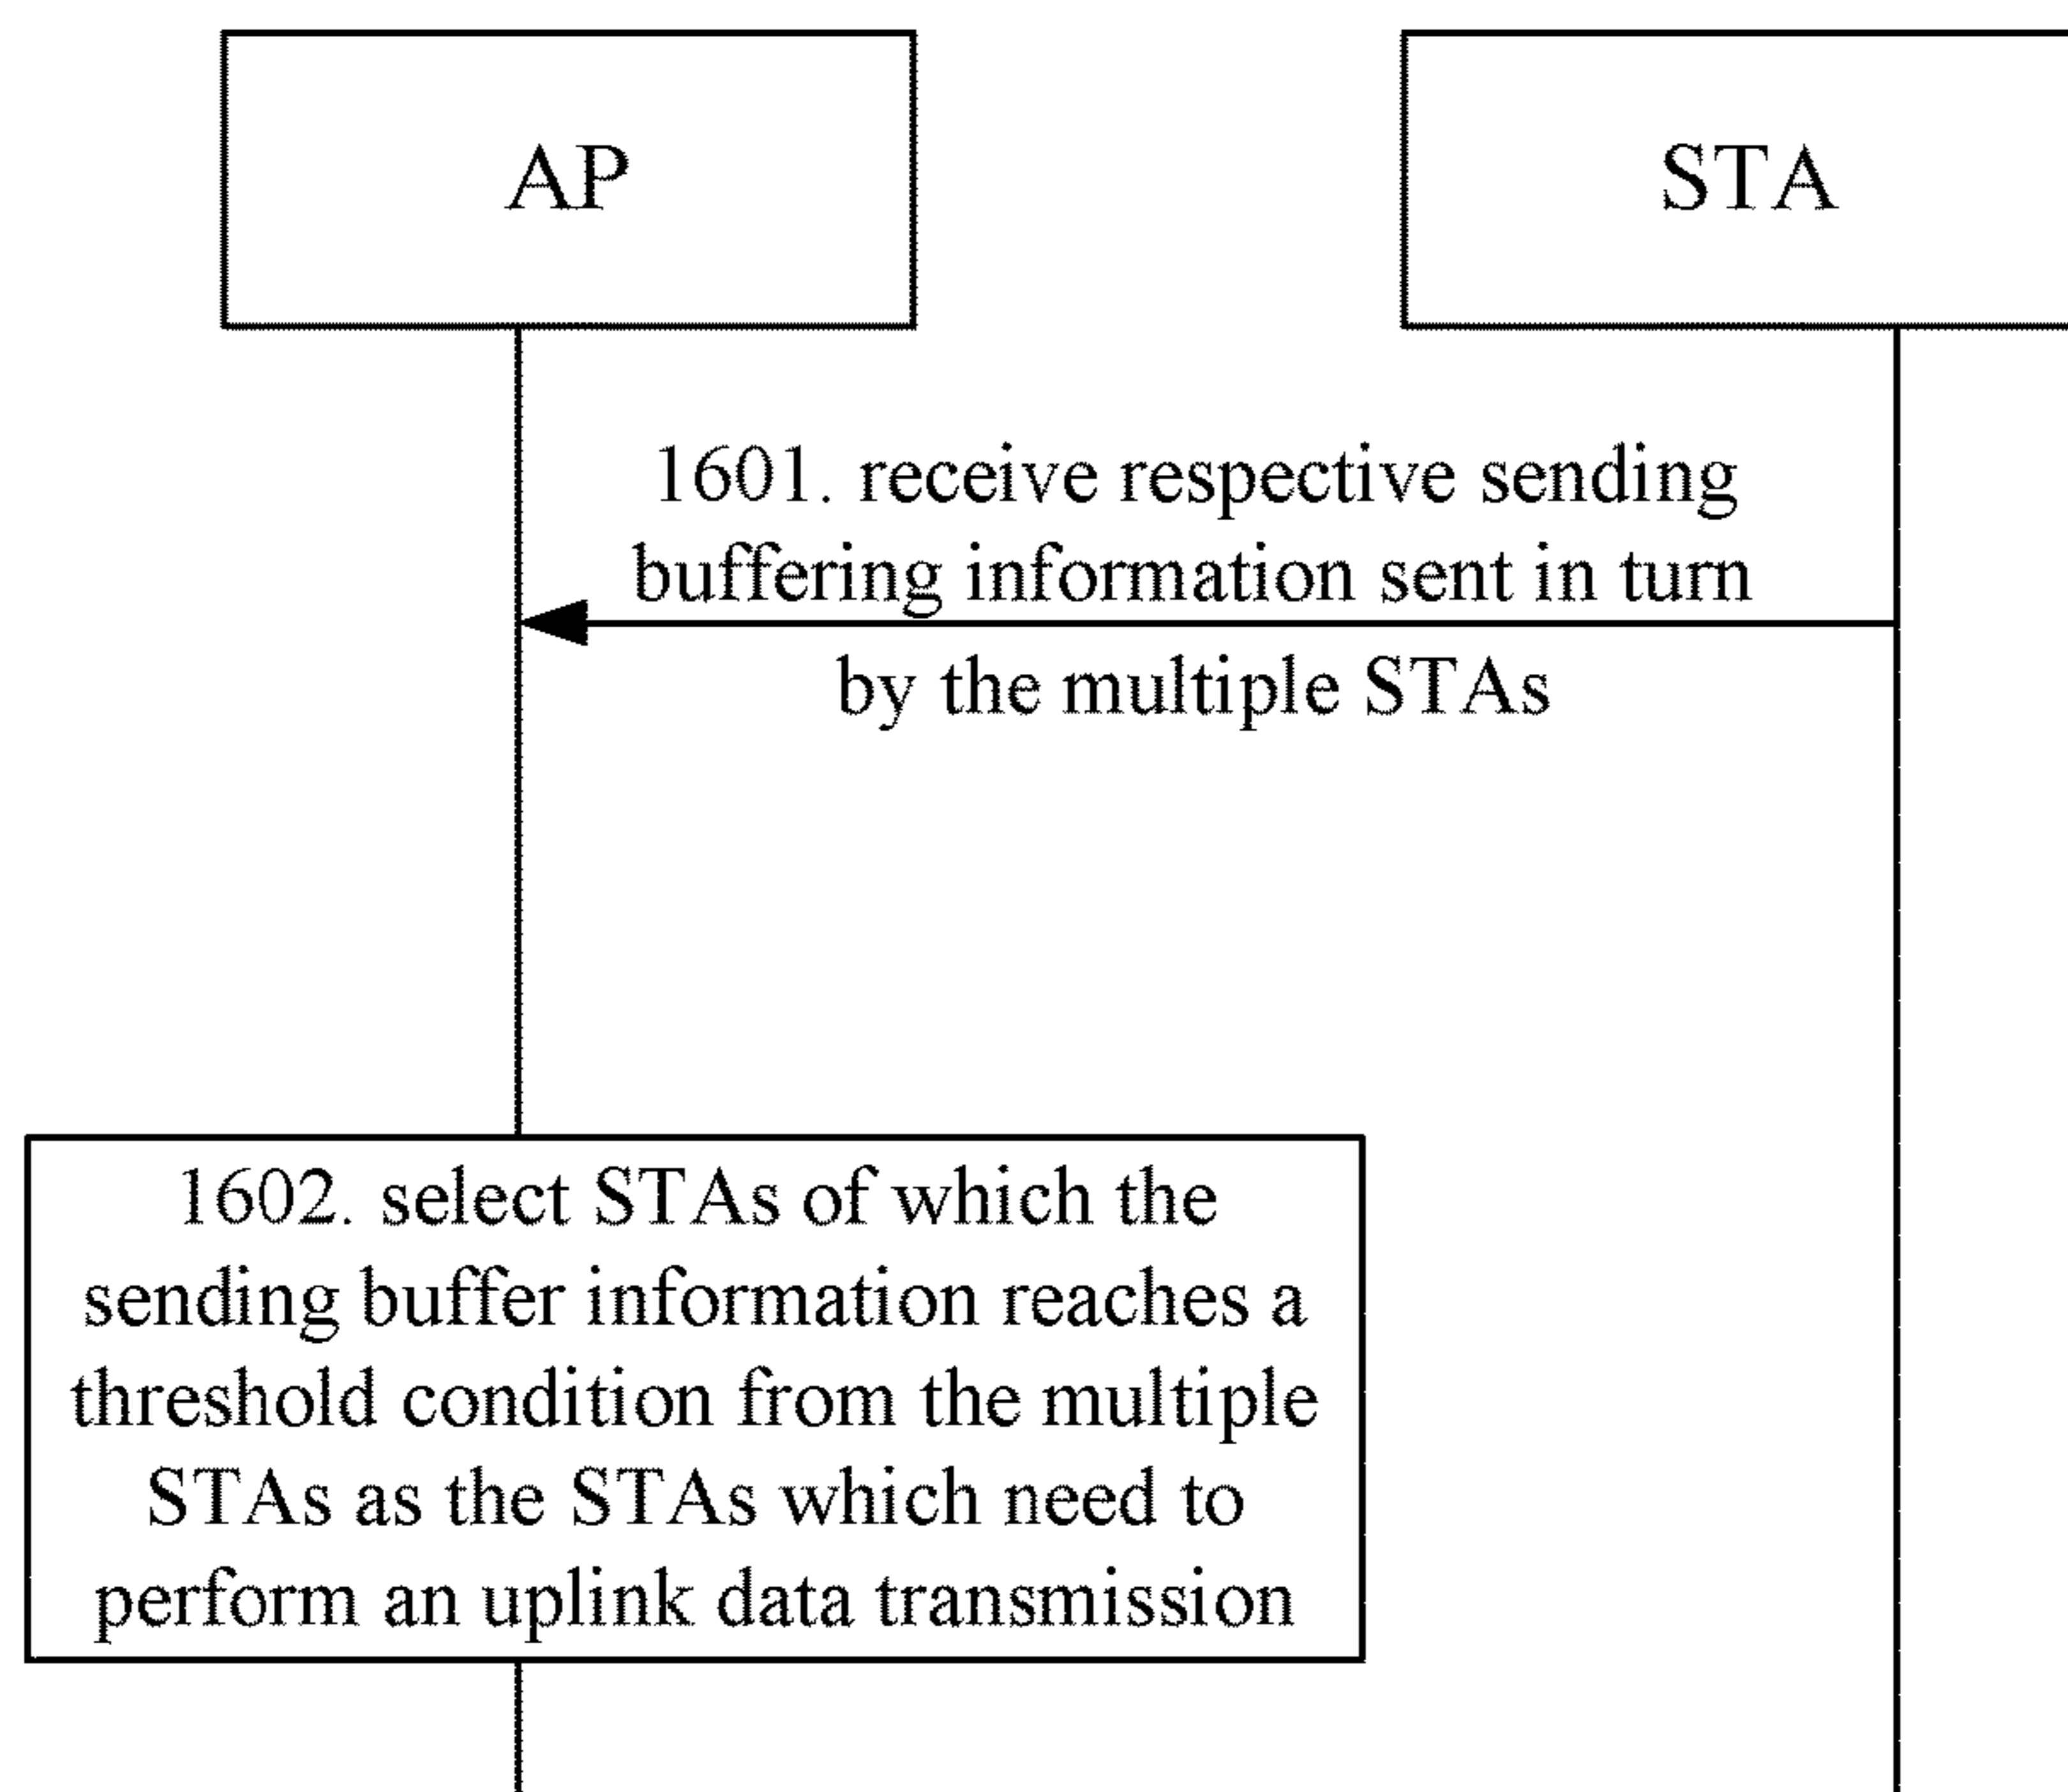 AP
STA
1601. receive respective sending
buffering information sent in turn
by the multiple STAs
1602. select STAs of which the
sending buffer information reaches a
threshold condition from the multiple
STAs as the STAs which need to
perform an uplink data transmission